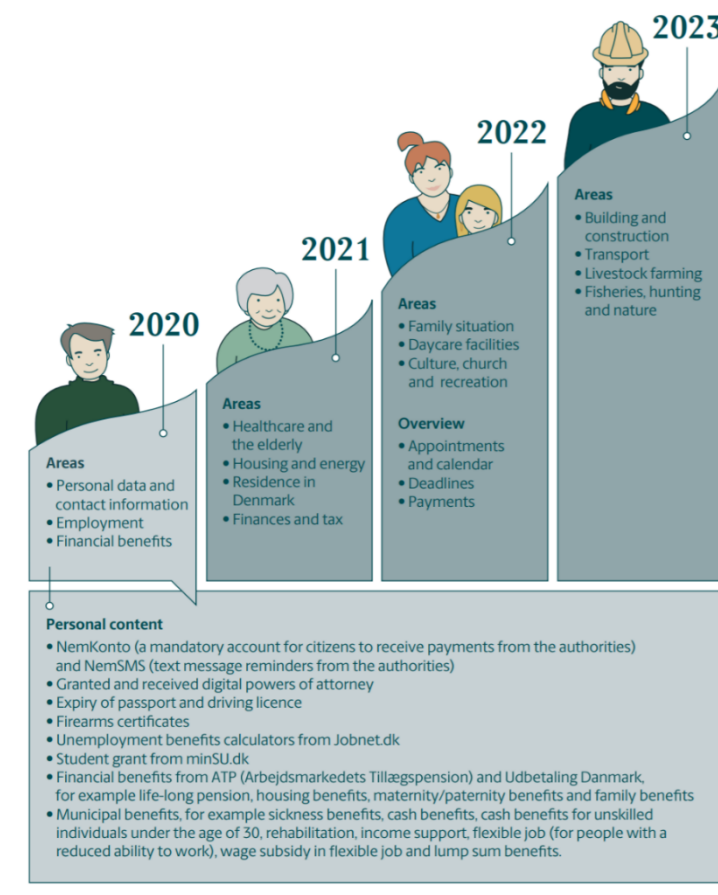 2020
Areas
• Personal data and
contact information
• Employment
• Financial benefits
2021
Areas
• Healthcare and
the elderly
• Housing and energy
• Residence in
Denmark
• Finances and tax
2022
Areas
• Family situation
• Daycare facilities
• Culture, church
and recreation
Overview
• Appointments
and calendar
• Deadlines
• Payments
2023
Areas
• Building and
construction
• Transport
• Livestock farming
• Fisheries, hunting
and nature
Personal content
• NemKonto (a mandatory account for citizens to receive payments from the authorities)
and NemSMS (text message reminders from the authorities)
• Granted and received digital powers of attorney
• Expiry of passport and driving licence
• Firearms certificates
• Unemployment benefits calculators from Jobnet.dk
• Student grant from minSU.dk
• Financial benefits from ATP (Arbejdsmarkedets Tillægspension) and Udbetaling Danmark,
for example life-long pension, housing benefits, maternity/paternity benefits and family benefits
• Municipal benefits, for example sickness benefits, cash benefits, cash benefits for unskilled
individuals under the age of 30, rehabilitation, income support, flexible job (for people with a
reduced ability to work), wage subsidy in flexible job and lump sum benefits.